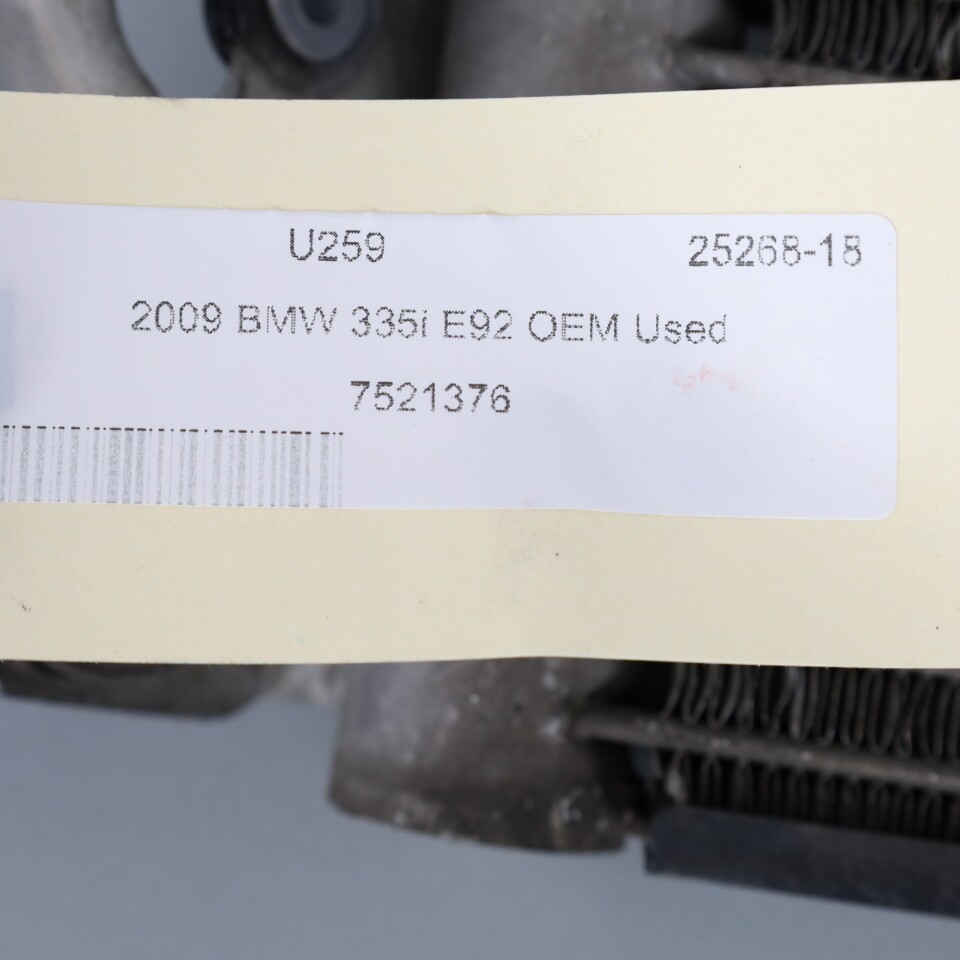 U259 25268-18
2009 BMW 335i E92 OEM Used
7521376